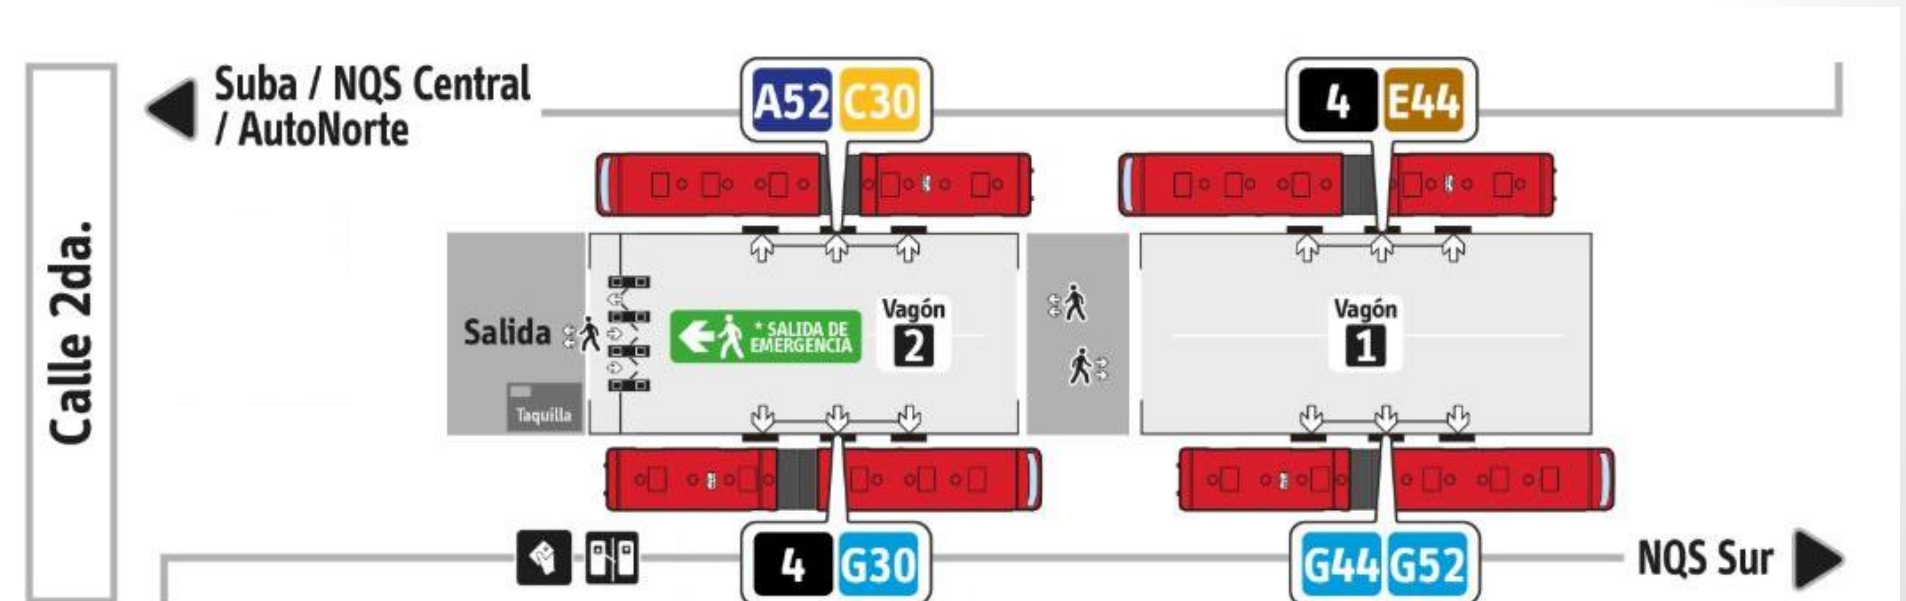 Calle 2da.
Suba / NQS Central
/ AutoNorte
A52 C30
4 E44
Salida
Taquilla
* SALIDA DE
EMERGENCIA
Vagón
2
Vagón
1
4 G30
G44 G52
NQS Sur